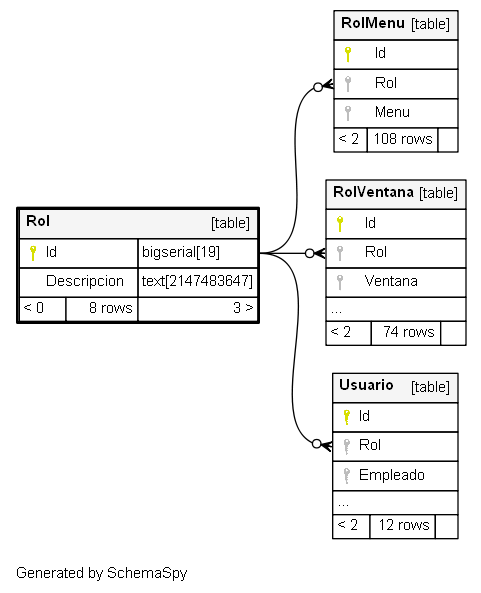 RolMenu [table]
Id
Rol
Menu
< 2 108 rows
RolVentana [table]
Id
Rol
Ventana
...
< 2 74 rows
Rol [table]
Id bigserial[19]
Descripcion text[2147483647]
< 0 8 rows 3 >
Usuario [table]
Id
Rol
Empleado
...
< 2 12 rows
Generated by SchemaSpy